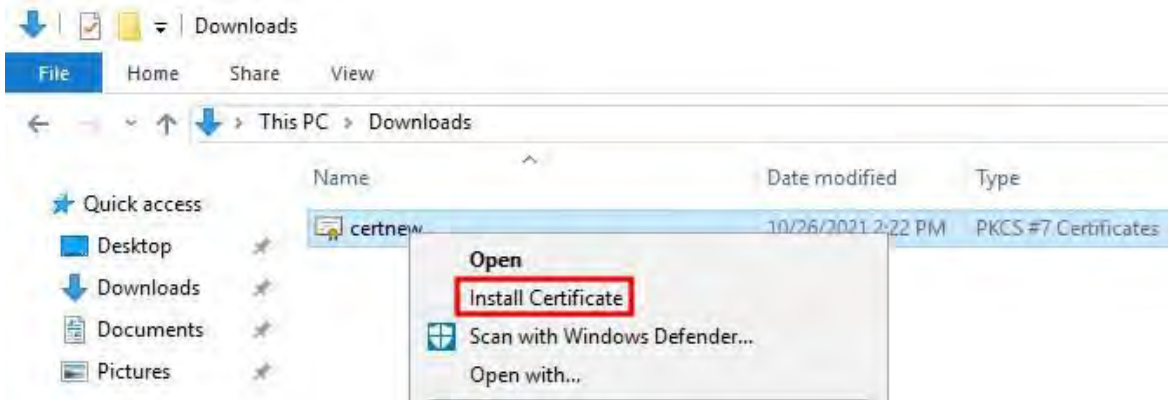 Downloads
File Home Share View
This PC > Downloads
Name Date modified Type
Quick access
certnew 10/26/2021 2:22 PM PKCS #7 Certificates
Desktop
Open
Downloads
Install Certificate
Documents
Scan with Windows Defender...
Pictures
Open with...